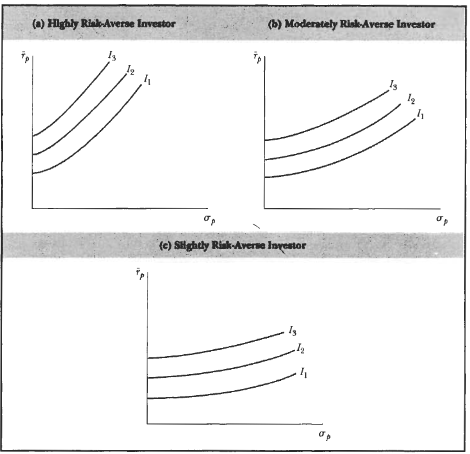 (a) Highly Risk-Averse Investor
(b) Moderately Risk-Averse Investor
r̄p
I3
I2
I1
σp
r̄p
I3
I2
I1
σp
(c) Slightly Risk-Averse Investor
r̄p
I3
I2
I1
σp